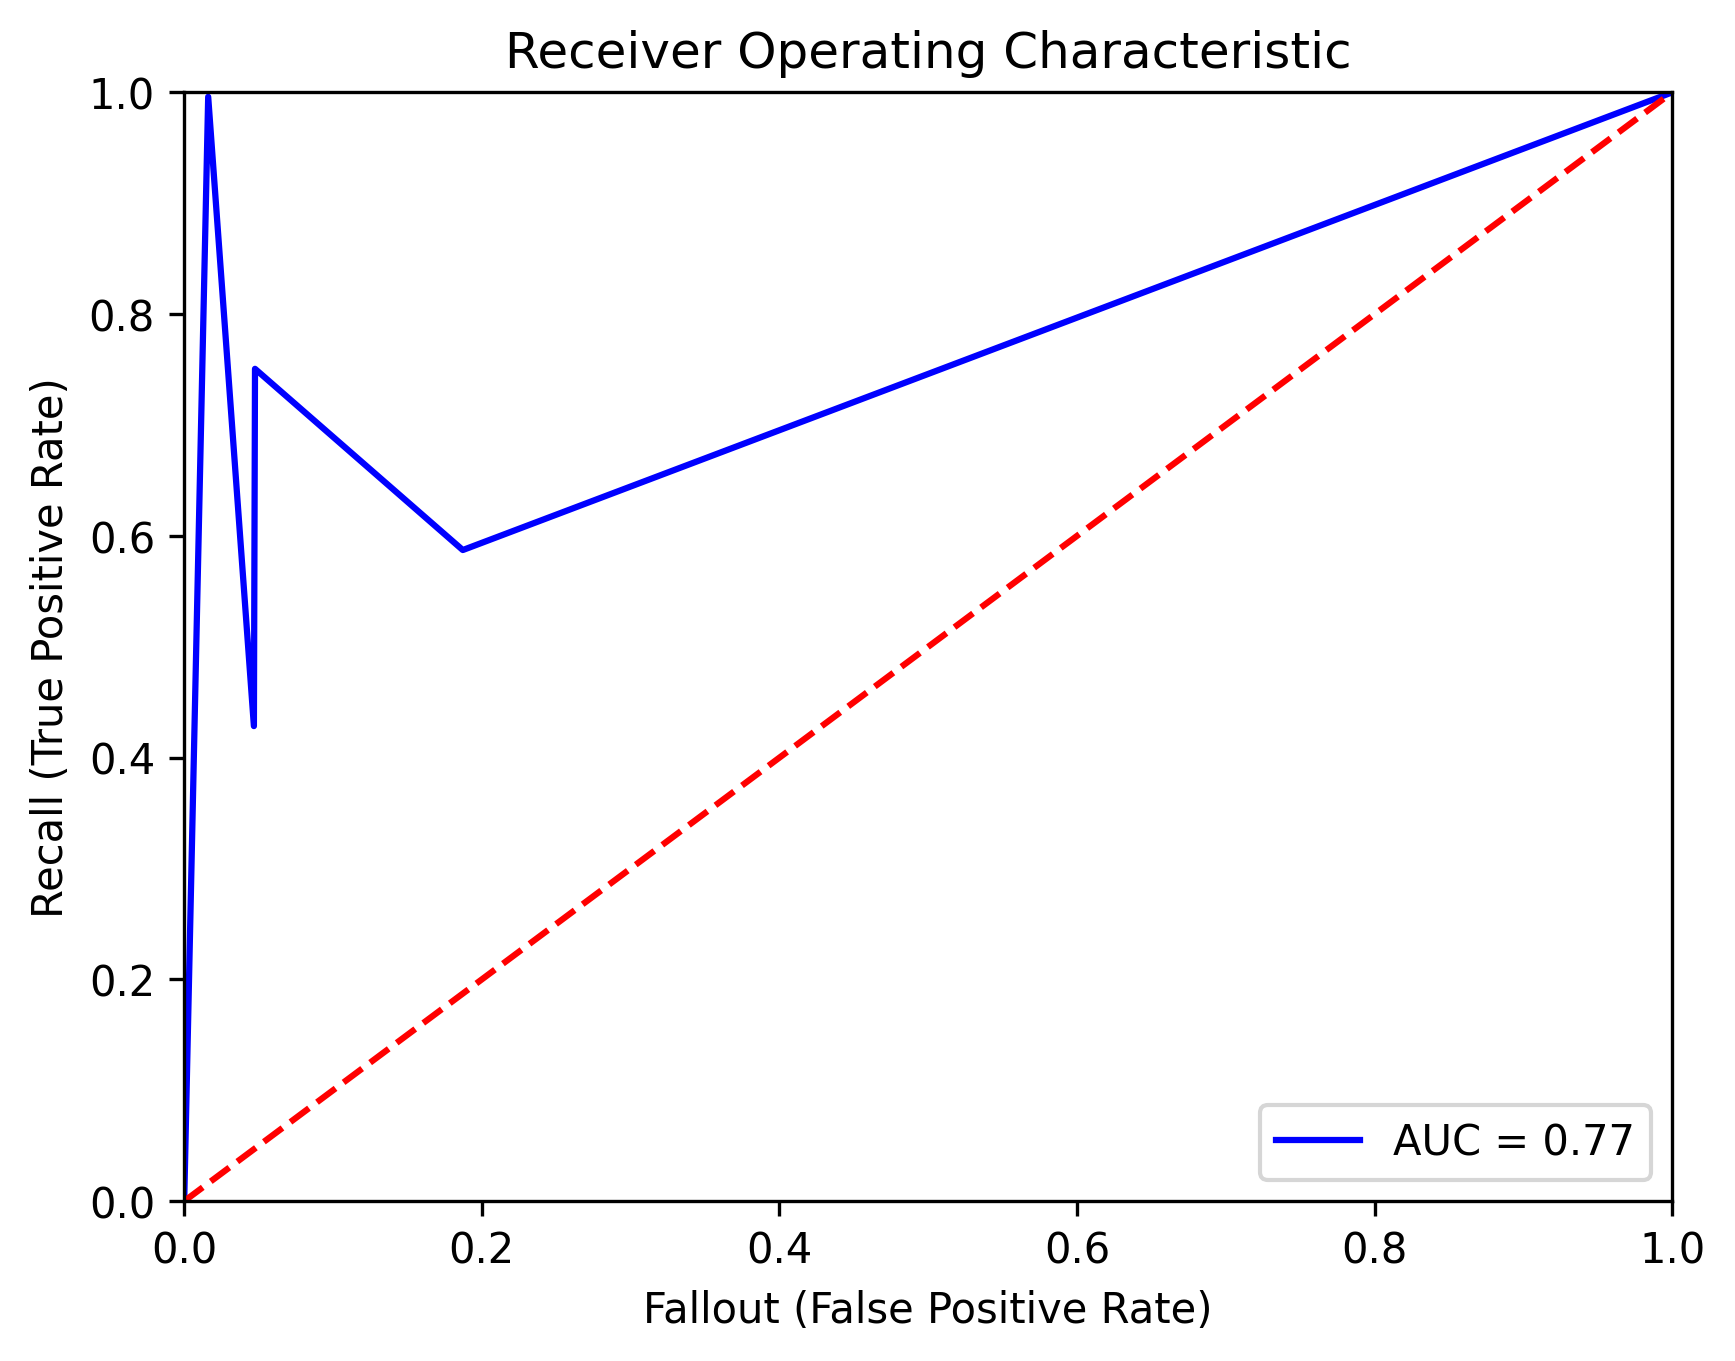 Receiver Operating Characteristic
1.0
0.8
0.6
0.4
0.2
0.0
Recall (True Positive Rate)
AUC = 0.77
0.0 0.2 0.4 0.6 0.8 1.0
Fallout (False Positive Rate)